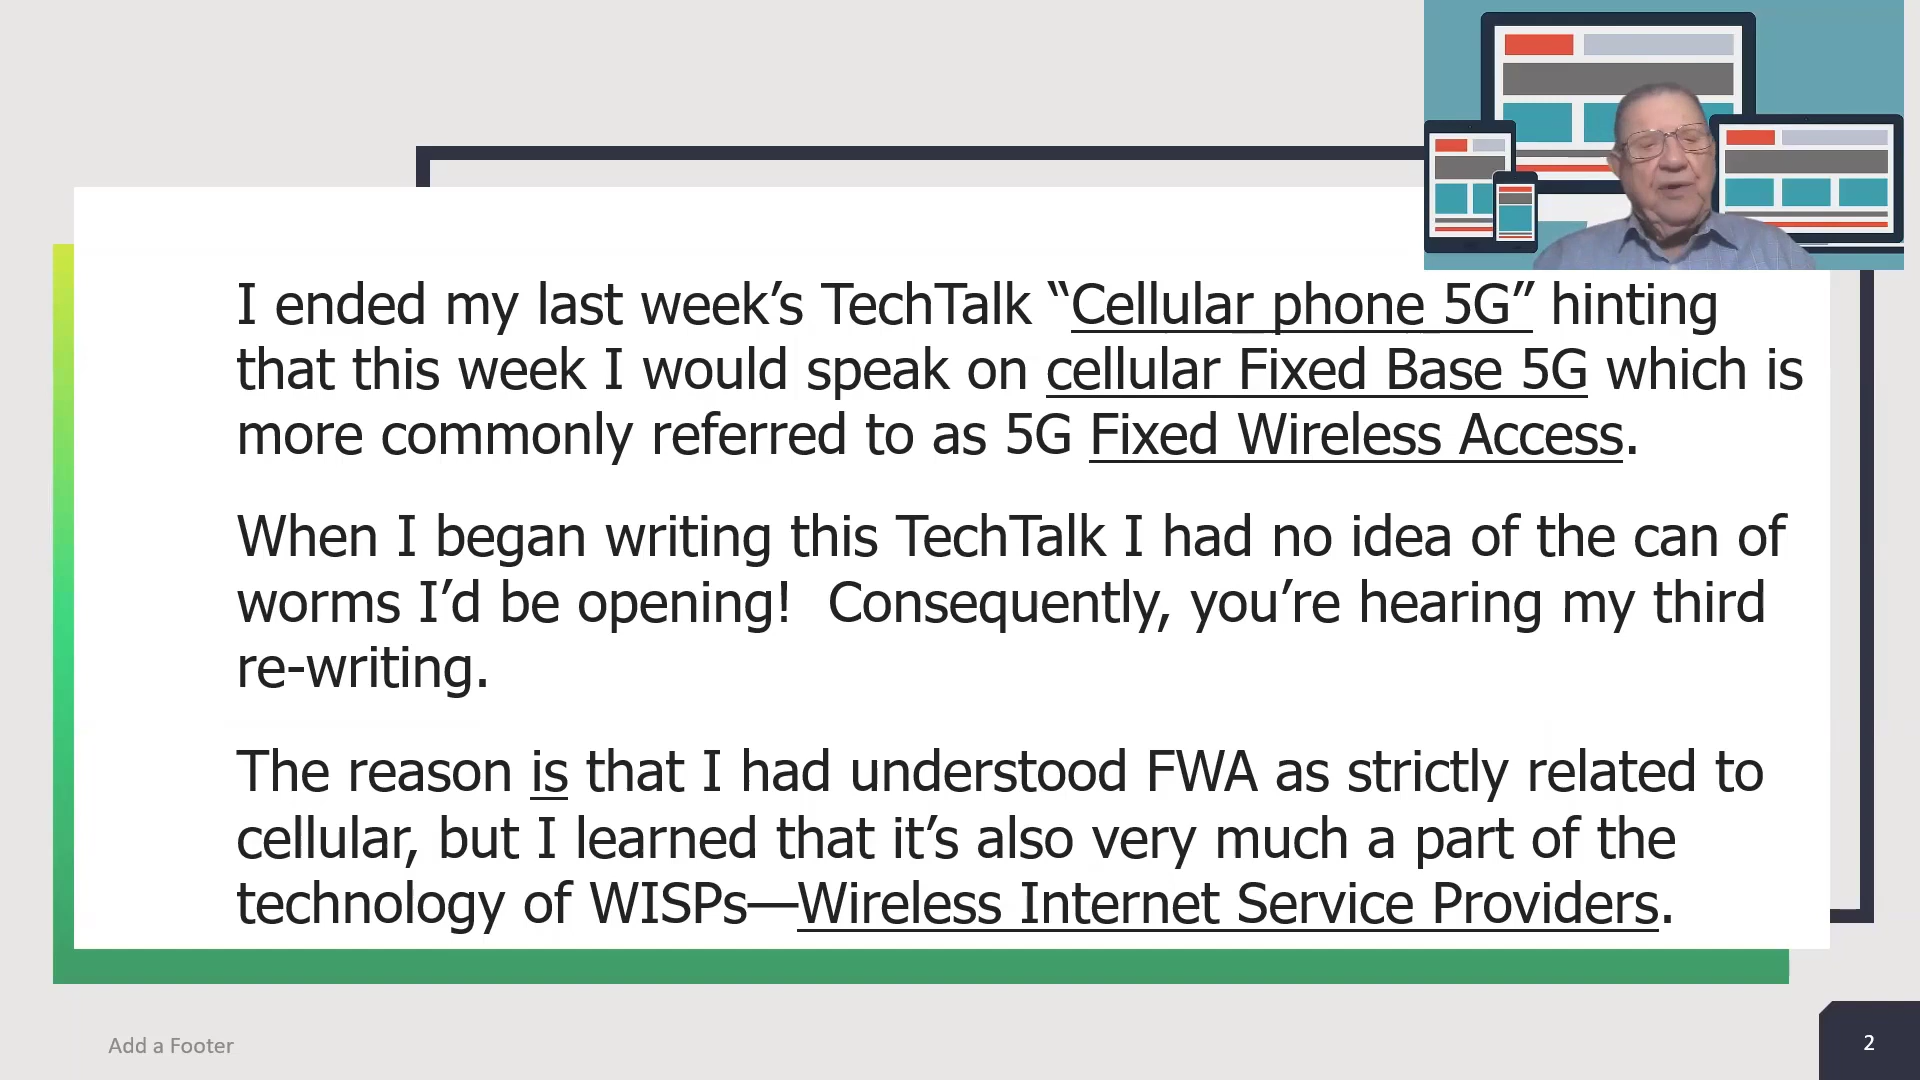 I ended my last week’s TechTalk “Cellular phone 5G” hinting
that this week I would speak on cellular Fixed Base 5G which is
more commonly referred to as 5G Fixed Wireless Access.
When I began writing this TechTalk I had no idea of the can of
worms I’d be opening!  Consequently, you’re hearing my third
re-writing.
The reason is that I had understood FWA as strictly related to
cellular, but I learned that it’s also very much a part of the
technology of WISPs—Wireless Internet Service Providers.
Add a Footer
2